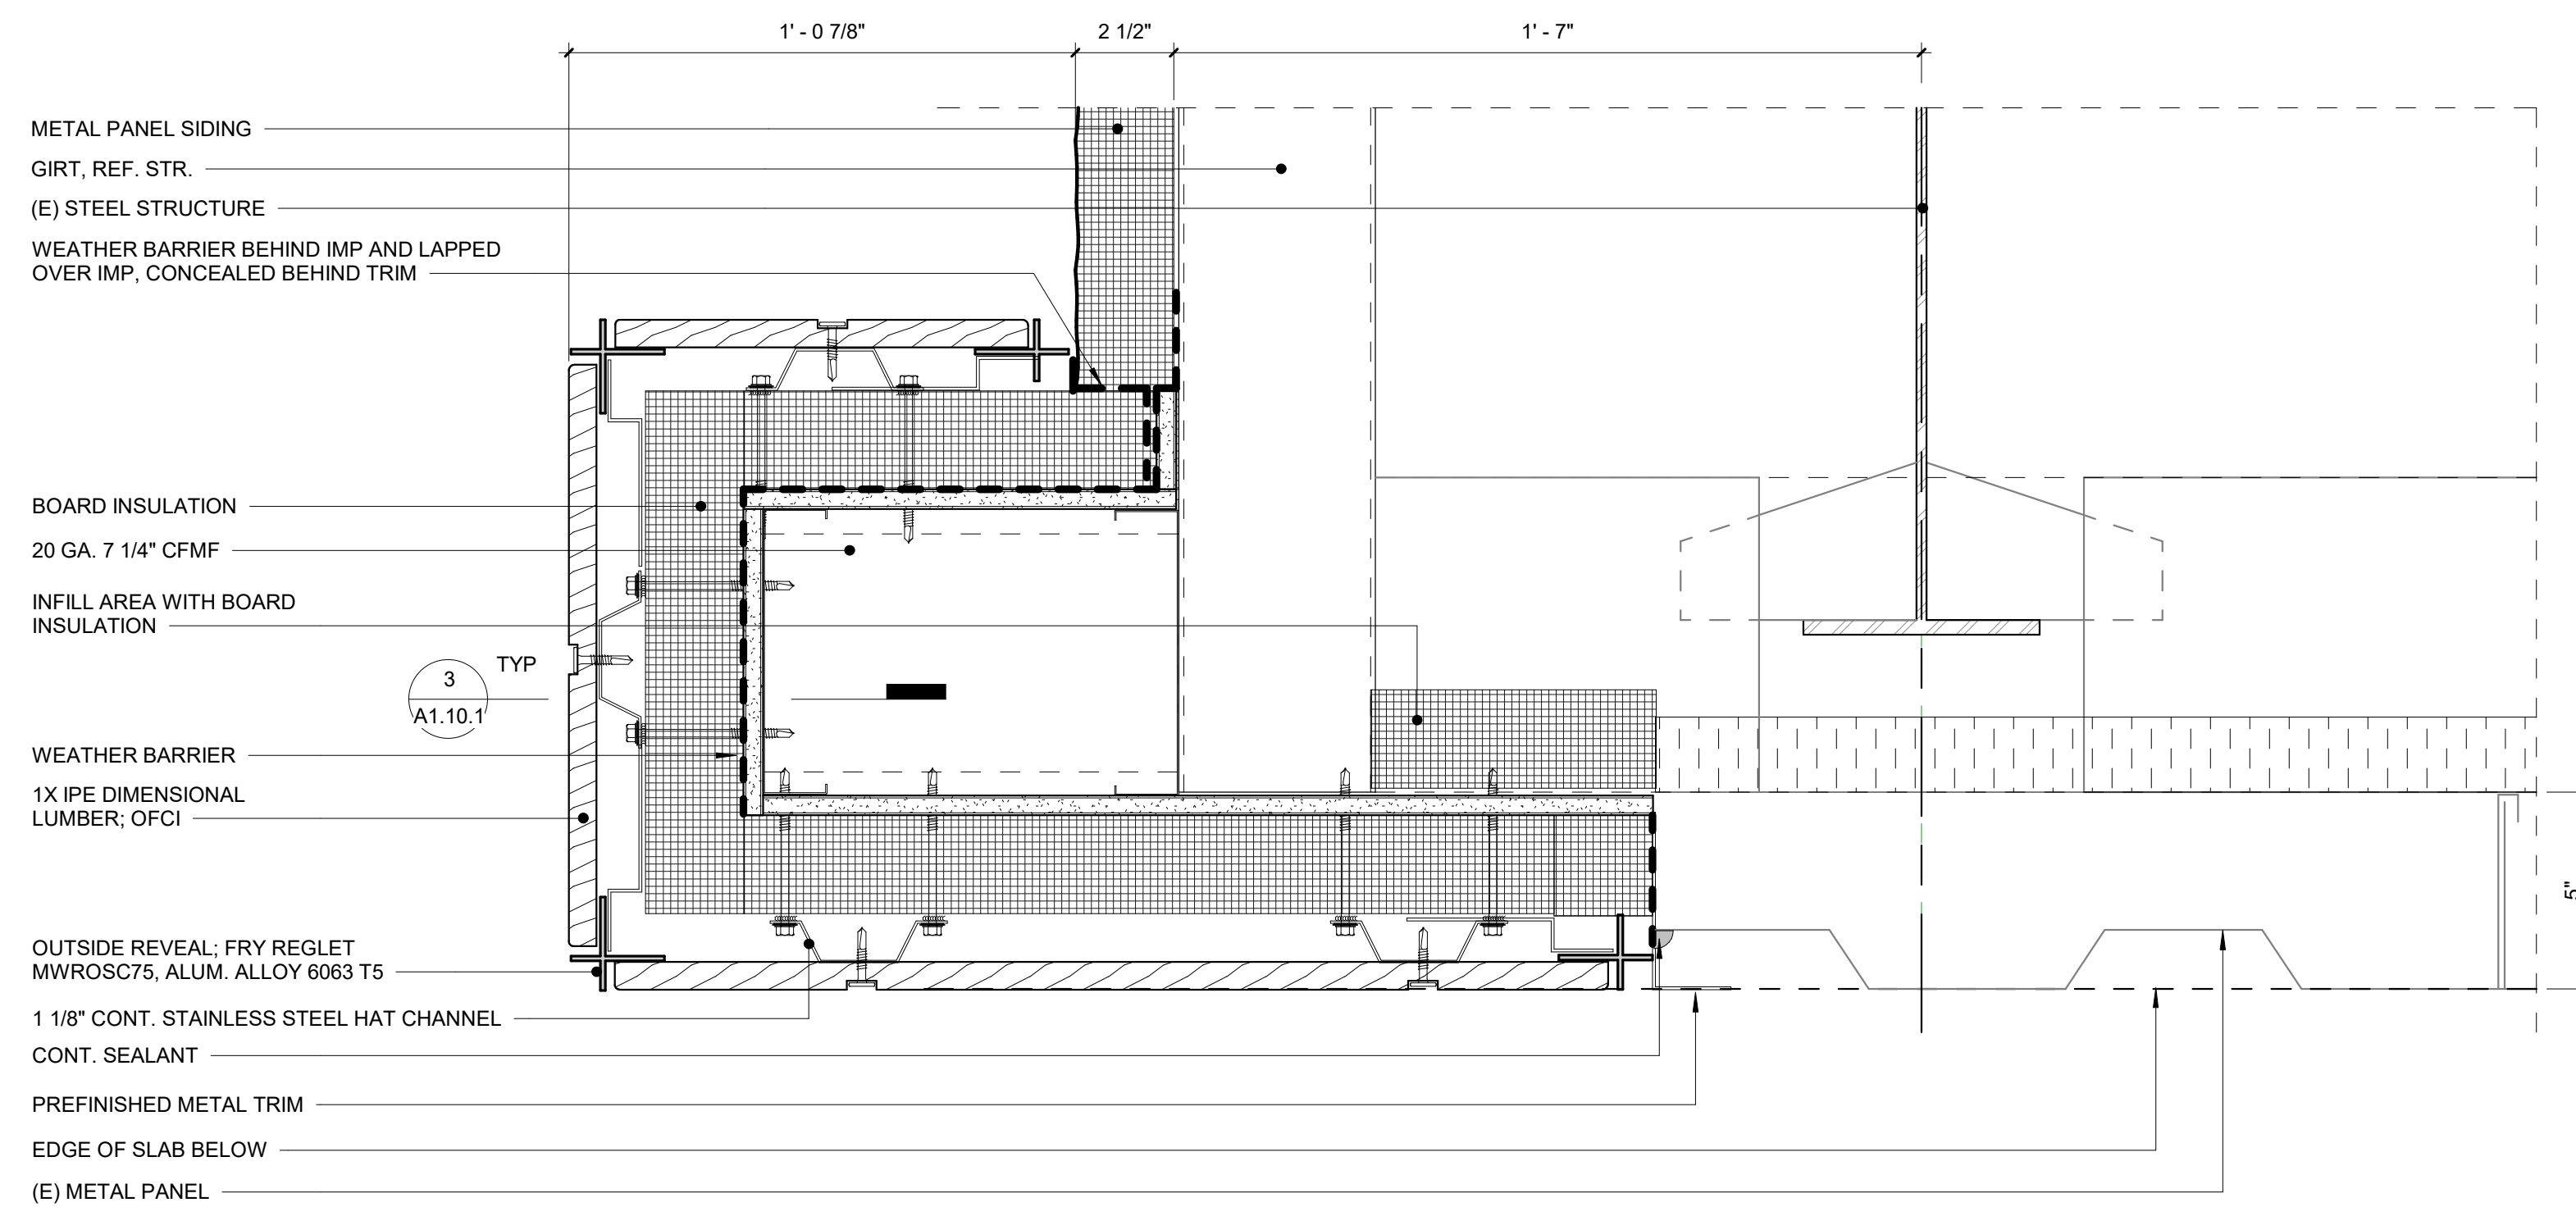 1' - 0 7/8"
2 1/2"
1' - 7"
METAL PANEL SIDING
GIRT, REF. STR.
(E) STEEL STRUCTURE
WEATHER BARRIER BEHIND IMP AND LAPPED
OVER IMP, CONCEALED BEHIND TRIM
BOARD INSULATION
20 GA. 7 1/4" CFMF
INFILL AREA WITH BOARD
INSULATION
3
TYP
A1.10.1
WEATHER BARRIER
1X IPE DIMENSIONAL
LUMBER; OFCI
5"
OUTSIDE REVEAL; FRY REGLET
MWROSC75, ALUM. ALLOY 6063 T5
1 1/8" CONT. STAINLESS STEEL HAT CHANNEL
CONT. SEALANT
PREFINISHED METAL TRIM
EDGE OF SLAB BELOW
(E) METAL PANEL